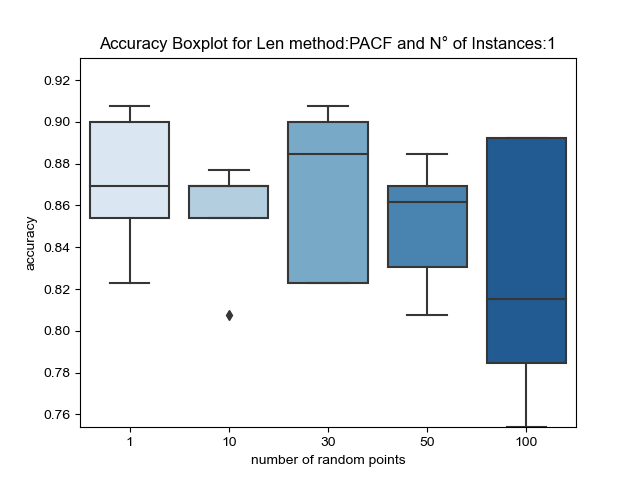 Accuracy Boxplot for Len method:PACF and N° of Instances:1
0.92
0.90
0.88
0.86
0.84
0.82
0.80
0.78
0.76
accuracy
1 10 30 50 100
number of random points